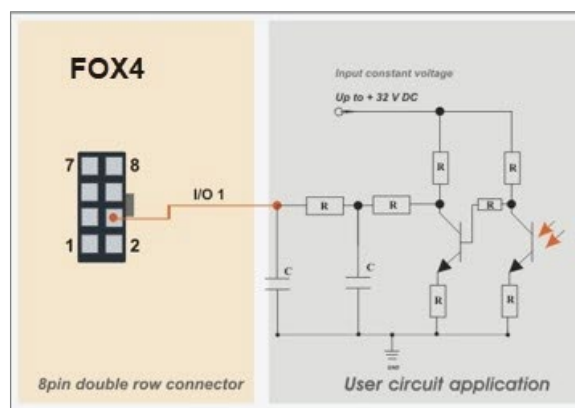 FOX4
Input constant voltage
Up to + 32 V DC
R
R
7
8
I/O 1
R
R
R
1
2
C
C
R
R
8pin double row connector
User circuit application